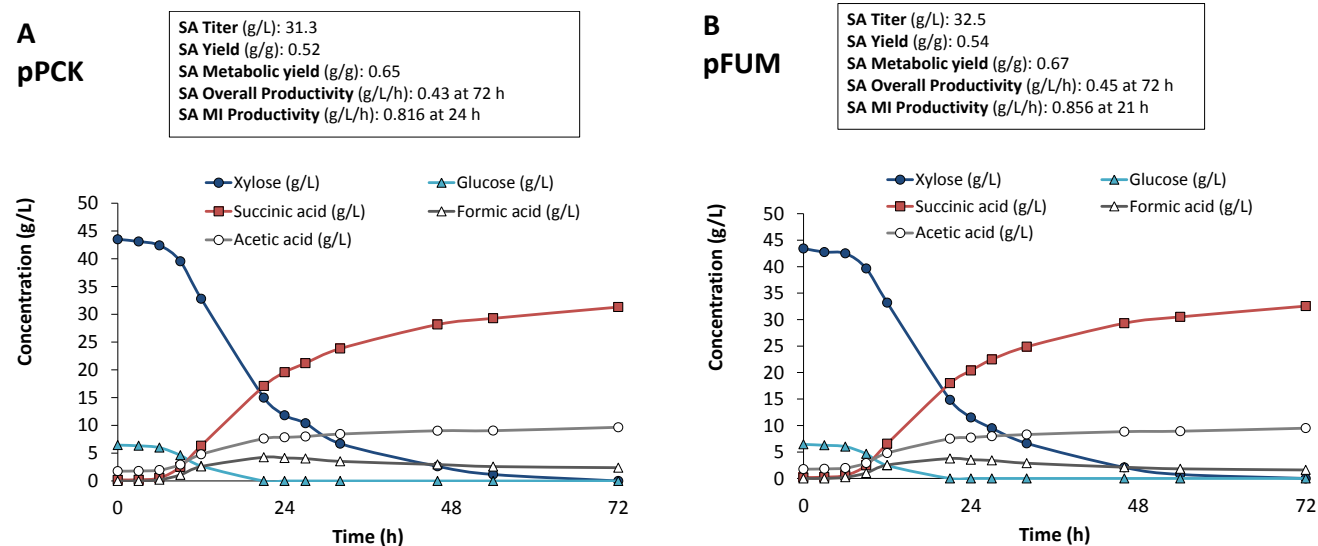 A
pPCK
SA Titer (g/L): 31.3
SA Yield (g/g): 0.52
SA Metabolic yield (g/g): 0.65
SA Overall Productivity (g/L/h): 0.43 at 72 h
SA MI Productivity (g/L/h): 0.816 at 24 h
Xylose (g/L)
Glucose (g/L)
Succinic acid (g/L)
Formic acid (g/L)
Acetic acid (g/L)
Concentration (g/L)
50
45
40
35
30
25
20
15
10
5
0
0 24 48 72
Time (h)
B
pFUM
SA Titer (g/L): 32.5
SA Yield (g/g): 0.54
SA Metabolic yield (g/g): 0.67
SA Overall Productivity (g/L/h): 0.45 at 72 h
SA MI Productivity (g/L/h): 0.856 at 21 h
Xylose (g/L)
Glucose (g/L)
Succinic acid (g/L)
Formic acid (g/L)
Acetic acid (g/L)
Concentration (g/L)
50
45
40
35
30
25
20
15
10
5
0
0 24 48 72
Time (h)